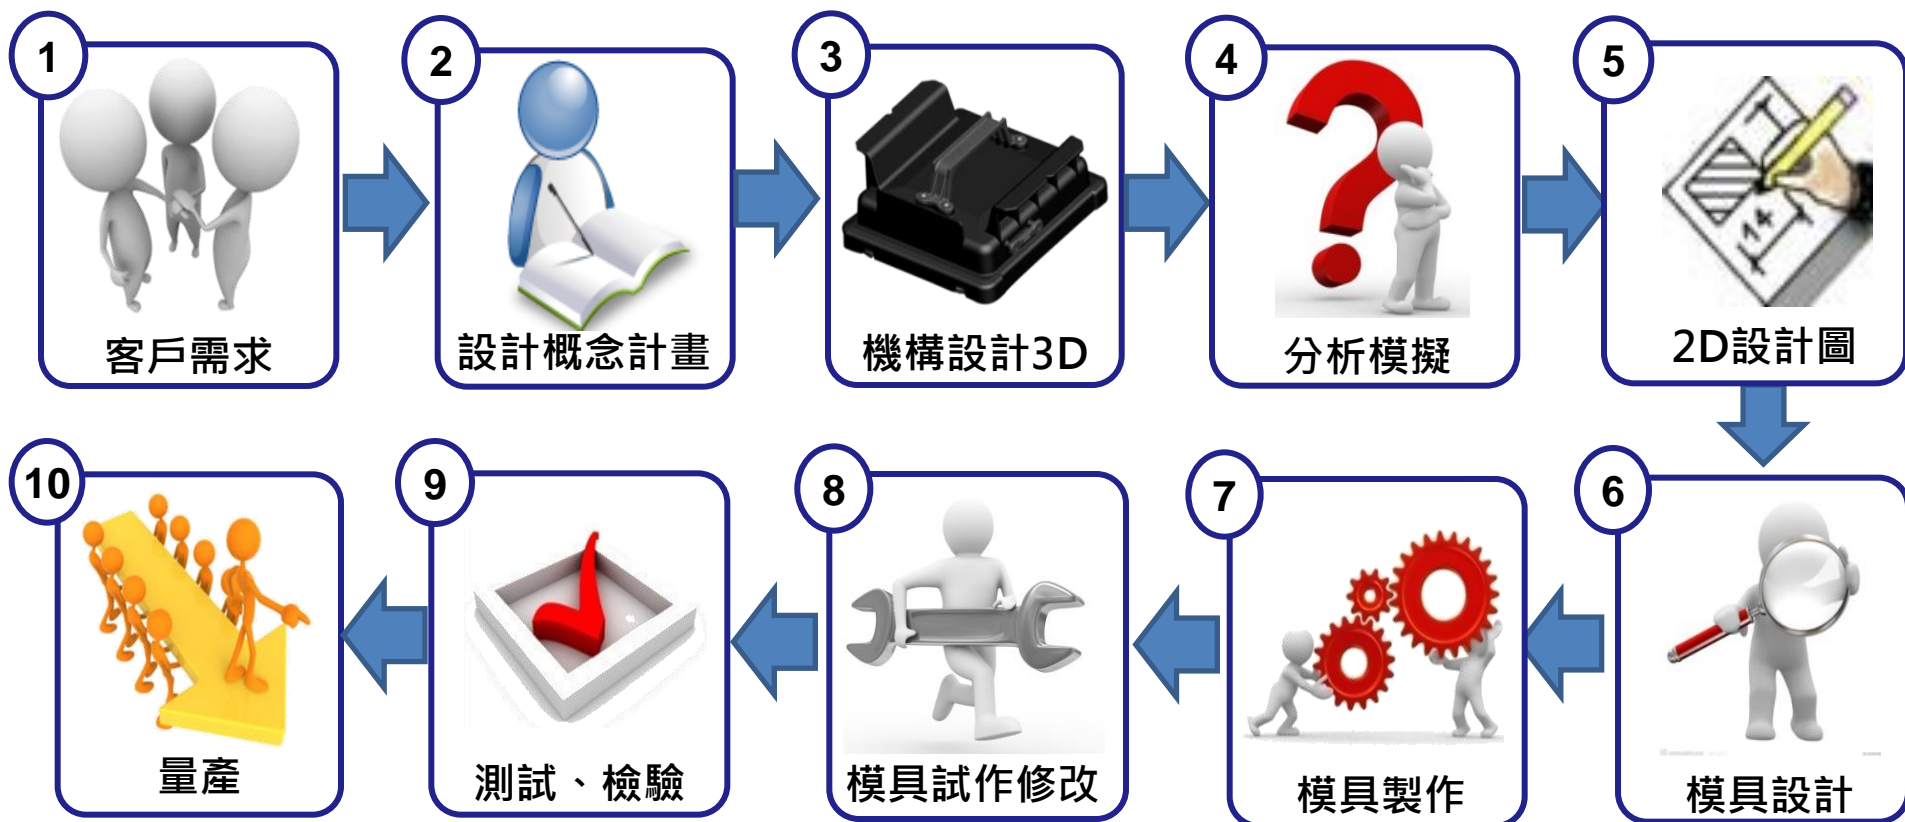 1
客戶需求
2
設計概念計畫
3
機構設計3D
4
分析模擬
5
14
2D設計圖
6
模具設計
7
模具製作
8
模具試作修改
9
測試、檢驗
10
量產